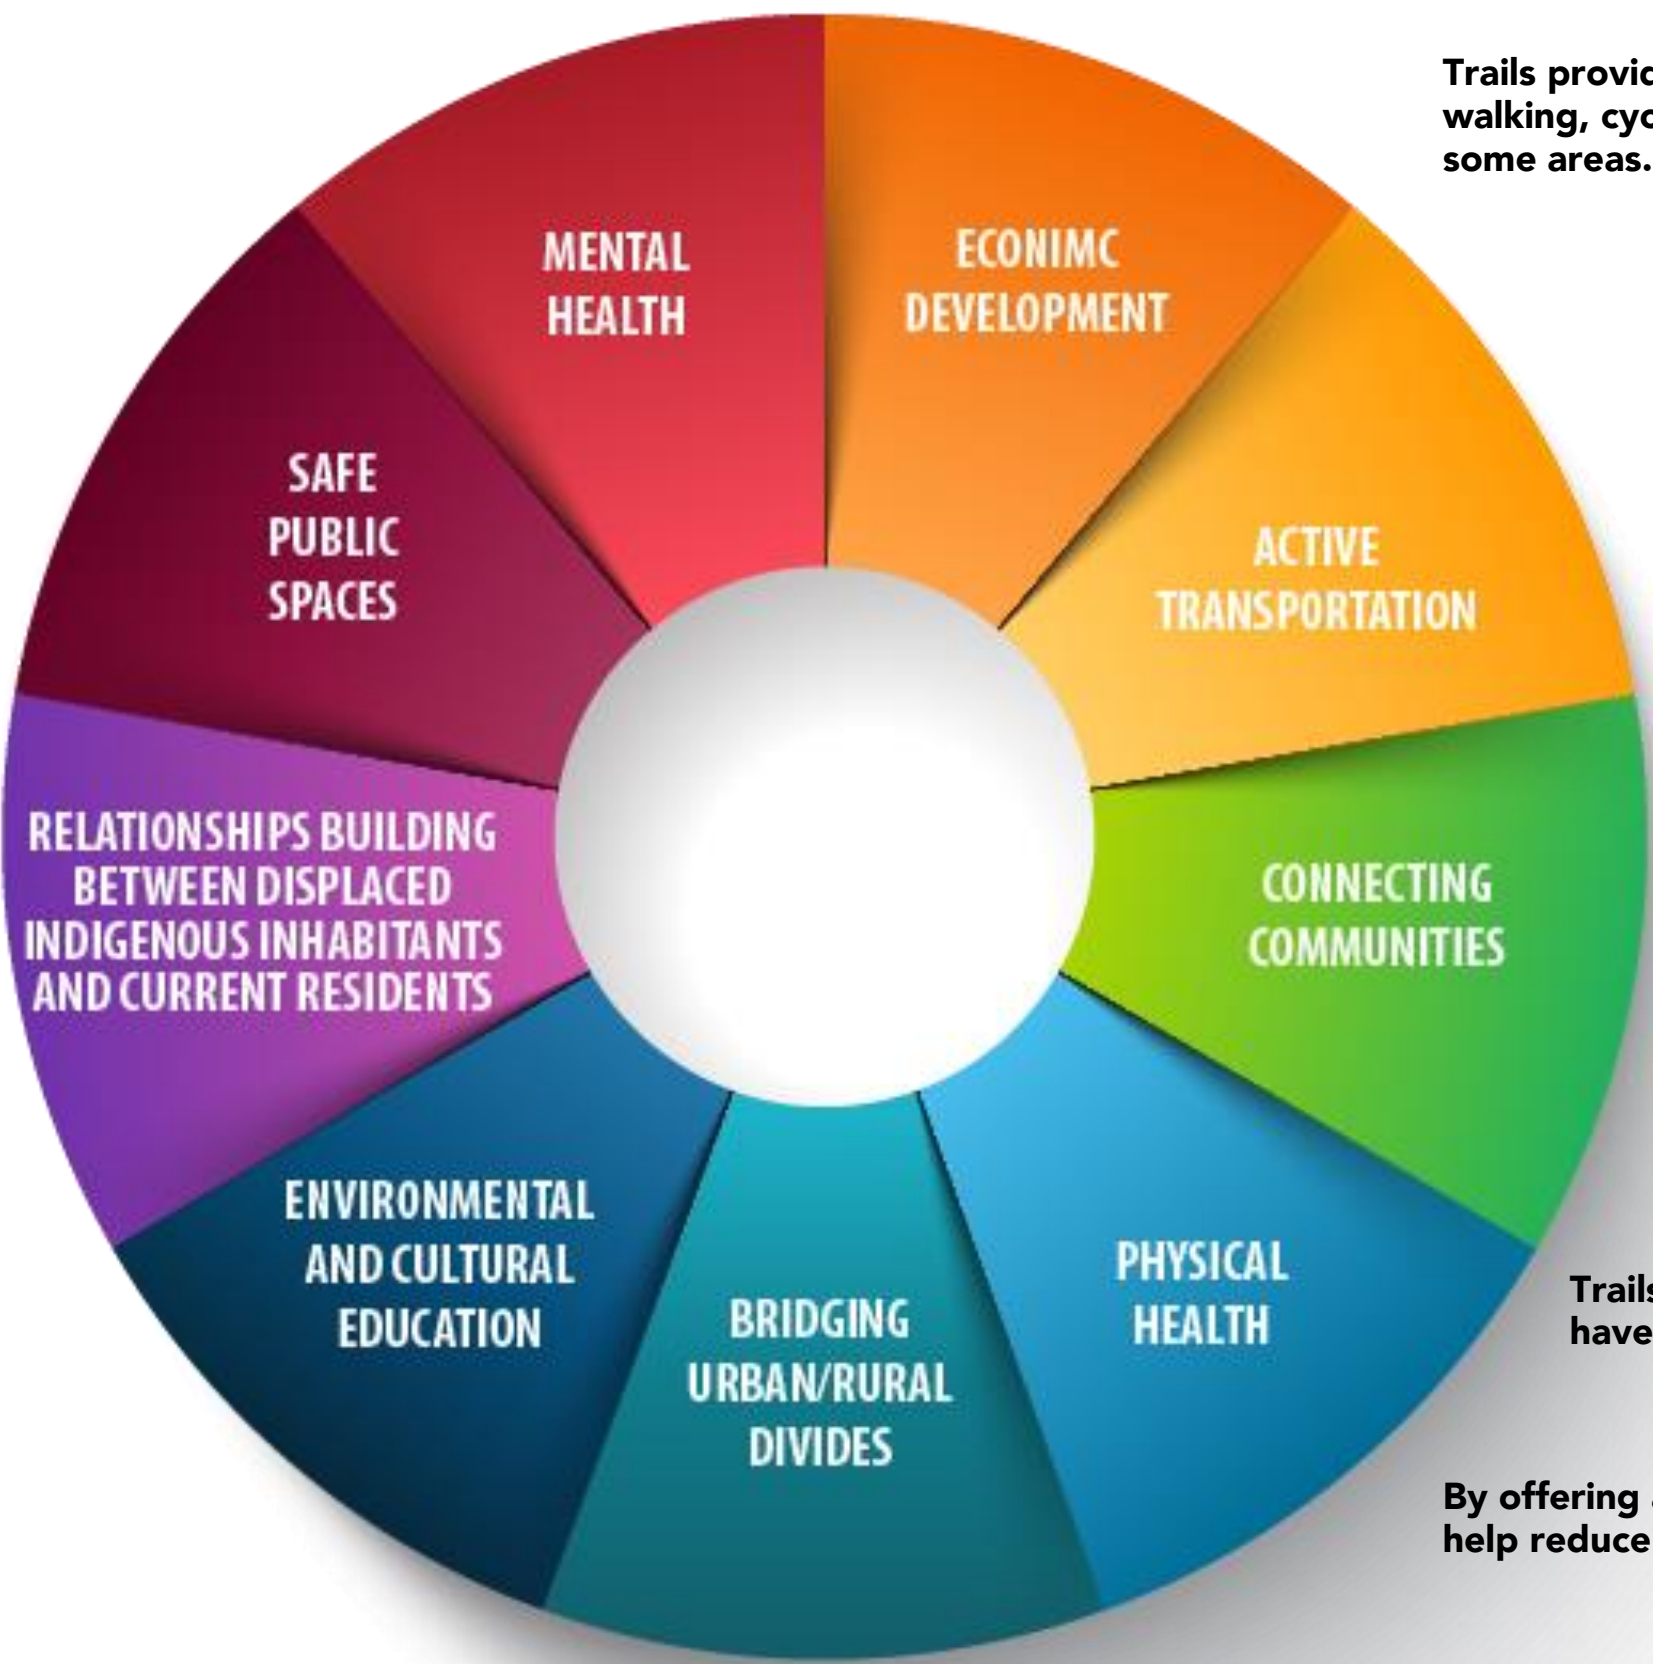 Trails
walking,
some areas.
MENTAL
HEALTH
ECONIMC
DEVELOPMENT
ACTIVE
TRANSPORTATION
CONNECTING
COMMUNITIES
PHYSICAL
HEALTH
BRIDGING
URBAN/RURAL
DIVIDES
ENVIRONMENTAL
AND CULTURAL
EDUCATION
RELATIONSHIPS BUILDING
BETWEEN DISPLACED
INDIGENOUS INHABITANTS
AND CURRENT RESIDENTS
SAFE
PUBLIC
SPACES
Trails
have
By offering
help reduce